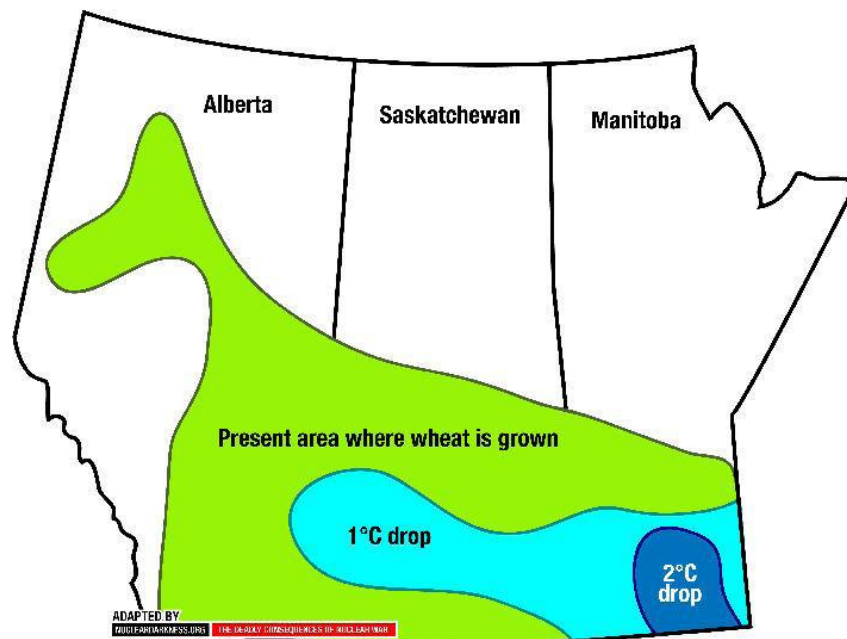 Alberta
Saskatchewan
Manitoba
Present area where wheat is grown
1°C drop
2°C
drop
ADAPTED BY
NUCLEARDARKNESS.ORG THE DEADLY CONSEQUENCES OF NUCLEAR WAR